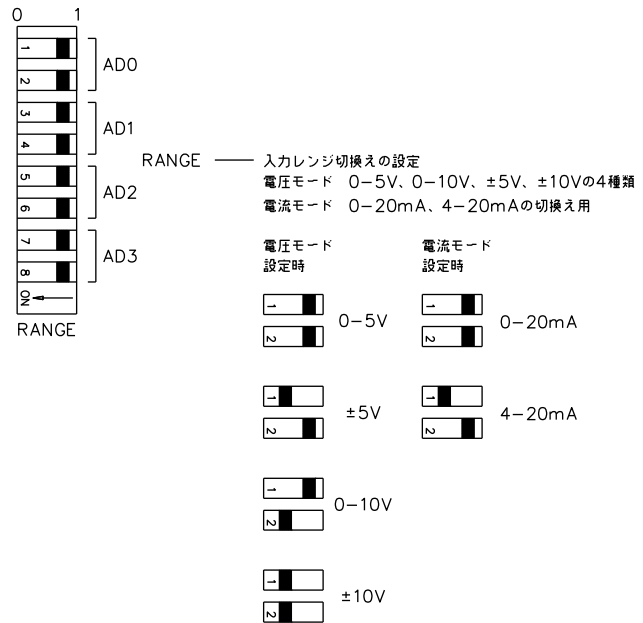 0 1
1
2
AD0
3
4
AD1
5
6
AD2
7
8
AD3
ON
RANGE
RANGE 入力レンジ切換えの設定
電圧モード 0−5V、0−10V、±5V、±10Vの4種類
電流モード 0−20mA、4−20mAの切換え用
電圧モード 電流モード
設定時 設定時
1 1
0−5V 0−20mA
2 2
1 1
±5V 4−20mA
2 2
1
0−10V
2
1
±10V
2